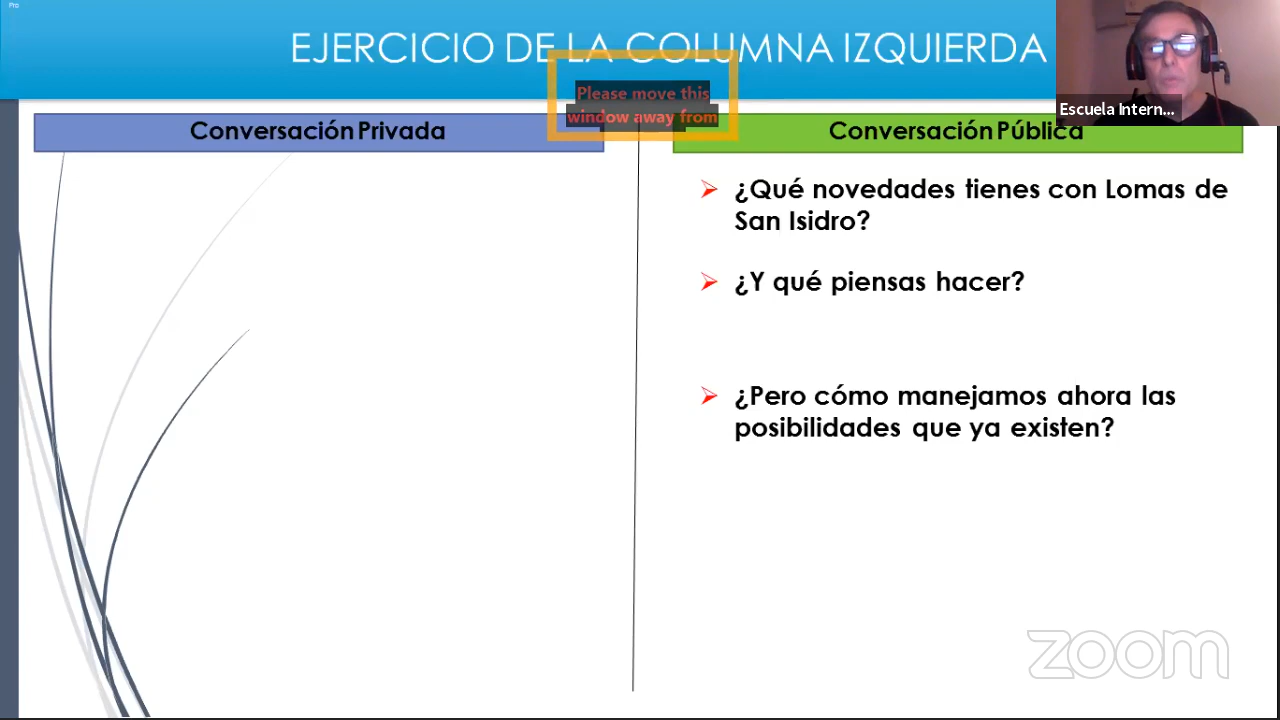 Pro
EJERCICIO DE LA COLUMNA IZQUIERDA
Please move this
window away from
Escuela Intern...
Conversación Privada
Conversación Pública
¿Qué novedades tienes con Lomas de
San Isidro?
¿Y qué piensas hacer?
¿Pero cómo manejamos ahora las
posibilidades que ya existen?
zoom